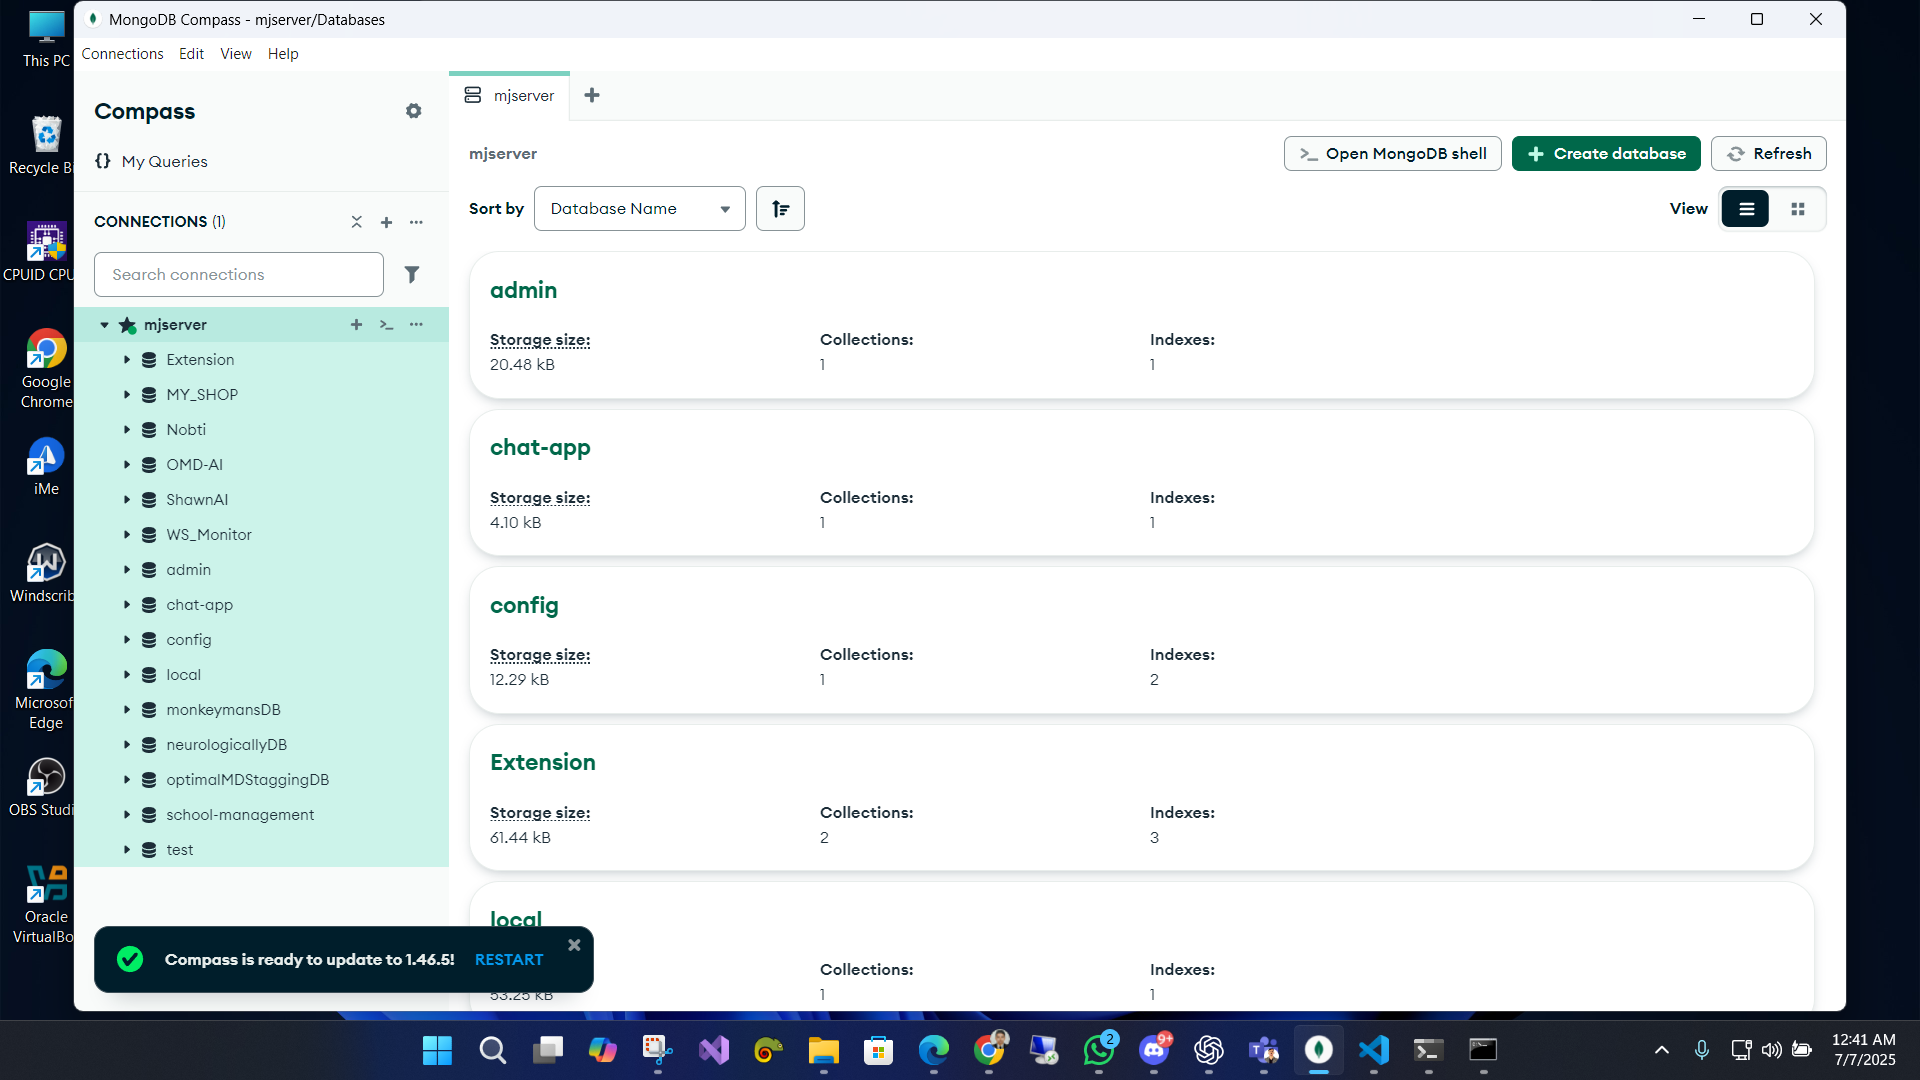 MongoDB Compass - mjserver/Databases
Connections Edit View Help
This PC
Recycle Bi
CPUID CPU
Google
Chrome
iMe
Windscrib
Microsof
Edge
OBS Studi
Oracle
VirtualBo
Compass
{} My Queries
CONNECTIONS (1)
Search connections
mjserver
Extension
MY_SHOP
Nobti
OMD-AI
ShawnAI
WS_Monitor
admin
chat-app
config
local
monkeymansDB
neurologicallyDB
optimalMDStaggingDB
school-management
test
mjserver
mjserver
>_ Open MongoDB shell
Create database
Refresh
Sort by Database Name
View
admin
Storage size: Collections: Indexes:
20.48 kB 1 1
chat-app
Storage size: Collections: Indexes:
4.10 kB 1 1
config
Storage size: Collections: Indexes:
12.29 kB 1 2
Extension
Storage size: Collections: Indexes:
61.44 kB 2 3
local
Collections: Indexes:
53.25 kB 1 1
Compass is ready to update to 1.46.5! RESTART
2
9+
12:41 AM
7/7/2025